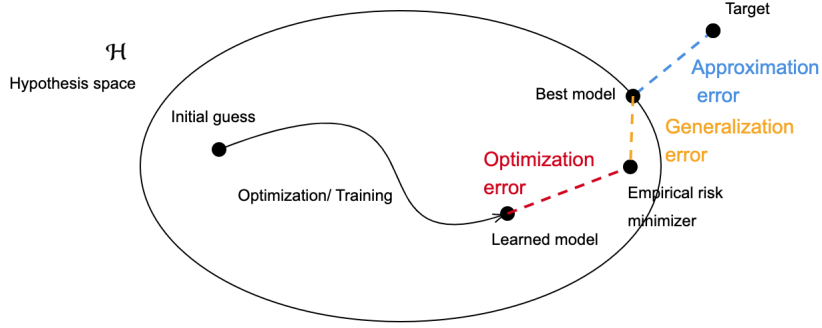 Target
ℋ
Hypothesis space
Approximation
error
Best model
Initial guess
Generalization
error
Optimization
error
Optimization/ Training
Empirical risk
minimizer
Learned model